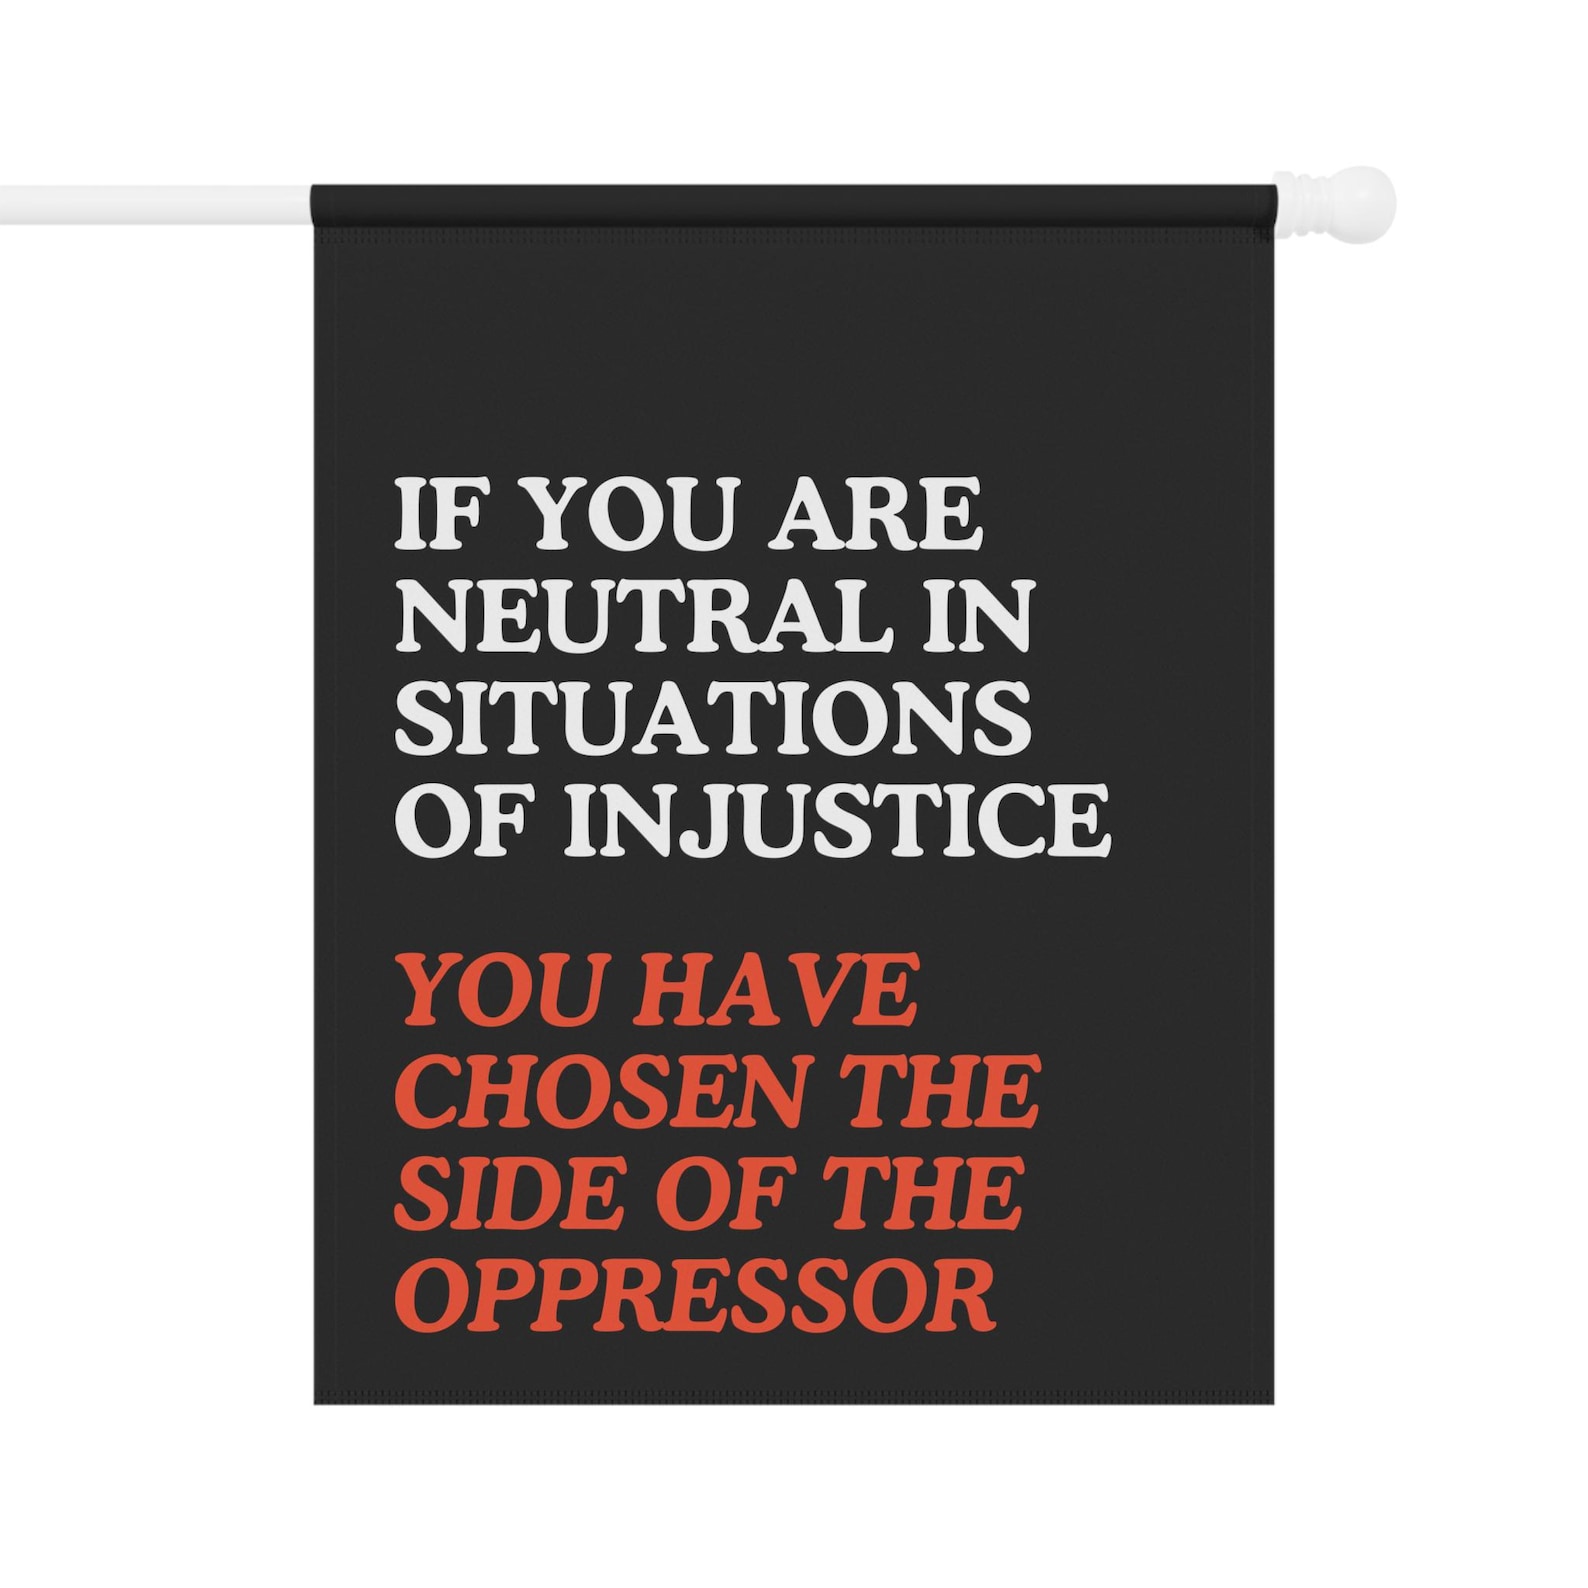 IF YOU ARE
NEUTRAL IN
SITUATIONS
OF INJUSTICE
YOU HAVE
CHOSEN THE
SIDE OF THE
OPPRESSOR